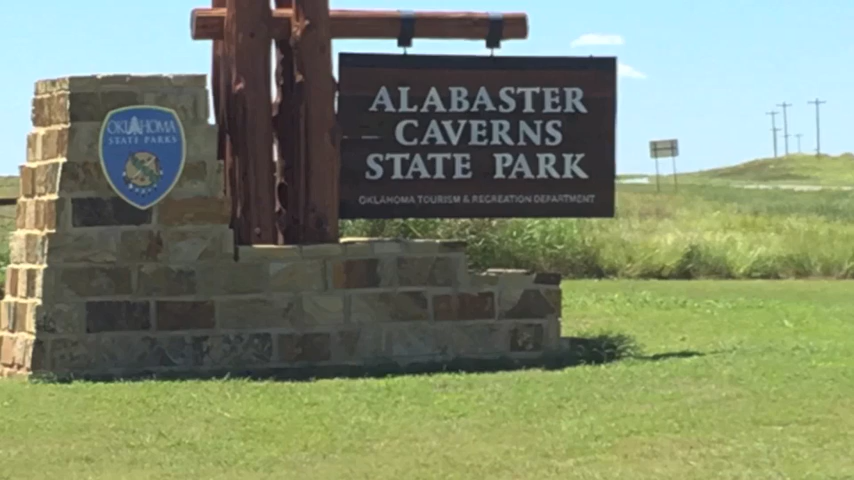 OKLAHOMA
STATE PARKS
ALABASTER
CAVERNS
STATE PARK
OKLAHOMA TOURISM & RECREATION DEPARTMENT